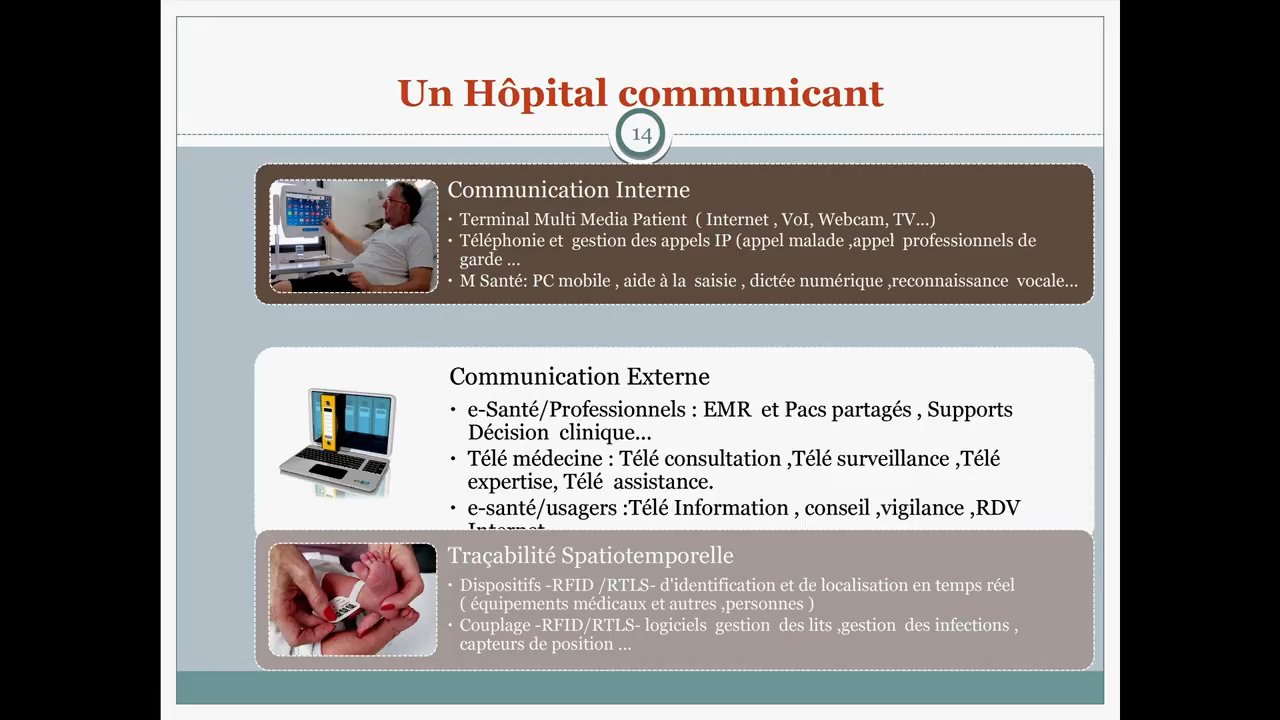 Un Hôpital communicant
14
Communication Interne
• Terminal Multi Media Patient ( Internet , VoI, Webcam, TV...)
• Téléphonie et gestion des appels IP (appel malade ,appel professionnels de
garde ...
• M Santé: PC mobile , aide à la saisie , dictée numérique ,reconnaissance vocale...
Communication Externe
• e-Santé/Professionnels : EMR et Pacs partagés , Supports
Décision clinique...
• Télé médecine : Télé consultation ,Télé surveillance ,Télé
expertise, Télé assistance.
• e-santé/usagers :Télé Information , conseil ,vigilance ,RDV
Internet
Traçabilité Spatiotemporelle
• Dispositifs -RFID /RTLS- d'identification et de localisation en temps réel
( équipements médicaux et autres ,personnes )
• Couplage -RFID/RTLS- logiciels gestion des lits ,gestion des infections ,
capteurs de position ...